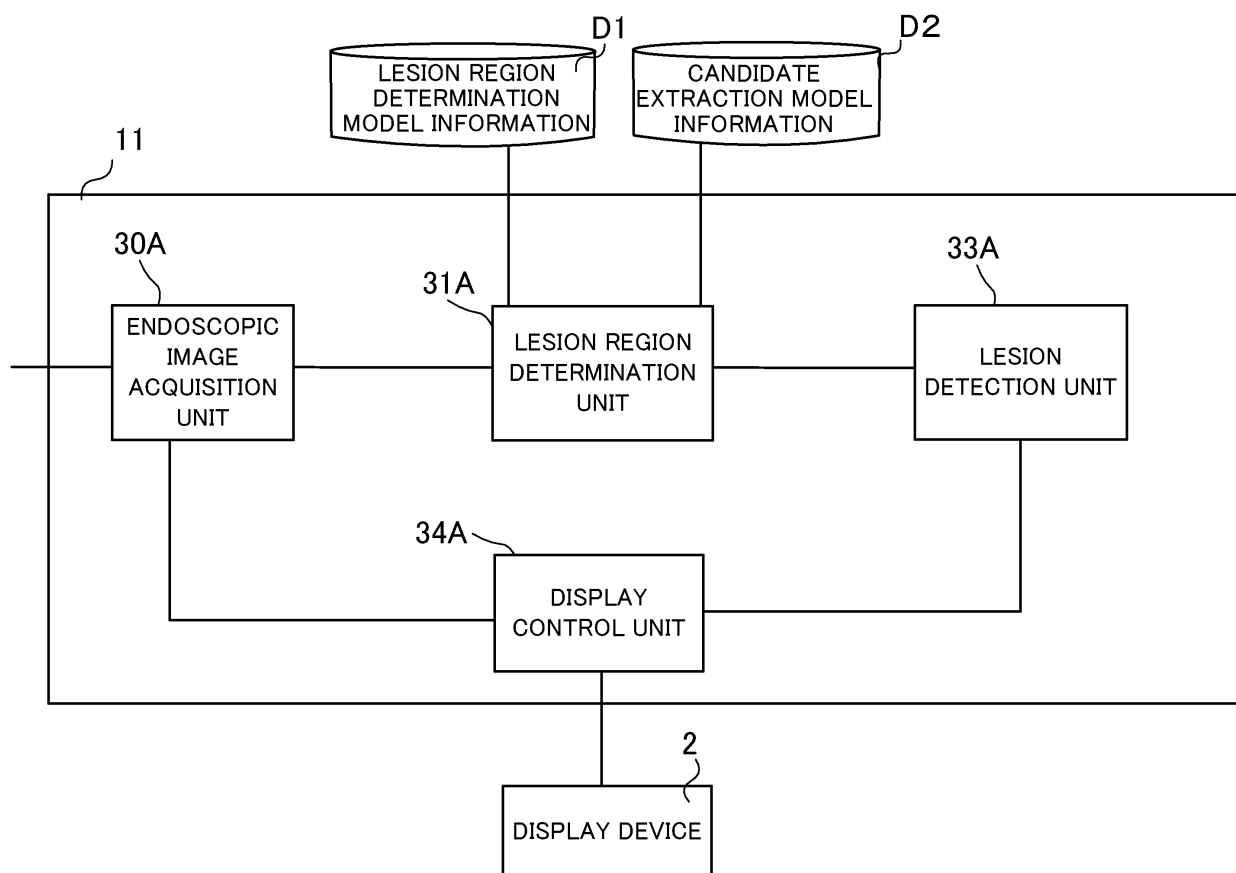 D1
D2
LESION REGION
DETERMINATION
MODEL INFORMATION
CANDIDATE
EXTRACTION MODEL
INFORMATION
11
30A
31A
33A
ENDOSCOPIC
IMAGE
ACQUISITION
UNIT
LESION REGION
DETERMINATION
UNIT
LESION
DETECTION UNIT
34A
DISPLAY
CONTROL UNIT
2
DISPLAY DEVICE